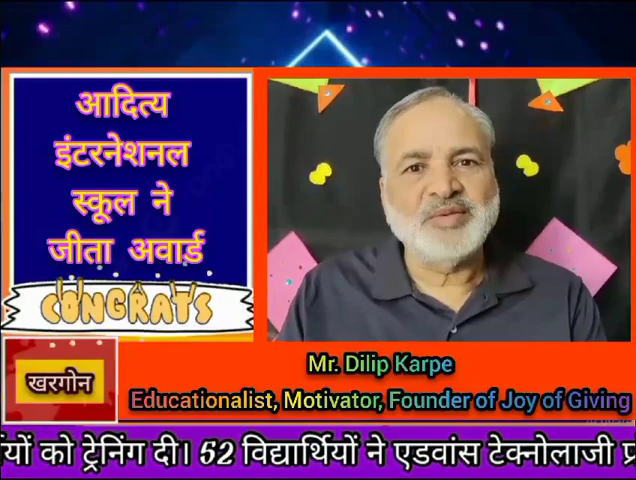 आदित्य
इंटरनेशनल
स्कूल ने
जीता अवार्ड
CONGRATS
खरगोन
Mr. Dilip Karpe
Educationalist, Motivator, Founder of Joy of Giving
को ट्रेनिंग दी। 52 विद्यार्थियों ने एडवांस टेक्नोलाजी